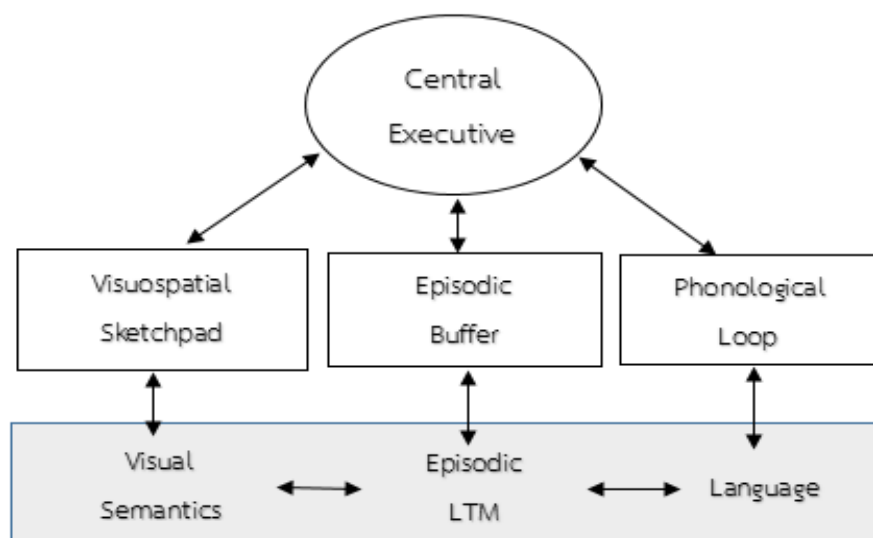 Central
Executive
Visuospatial
Sketchpad
Episodic
Buffer
Phonological
Loop
Visual
Semantics
Episodic
LTM
Language